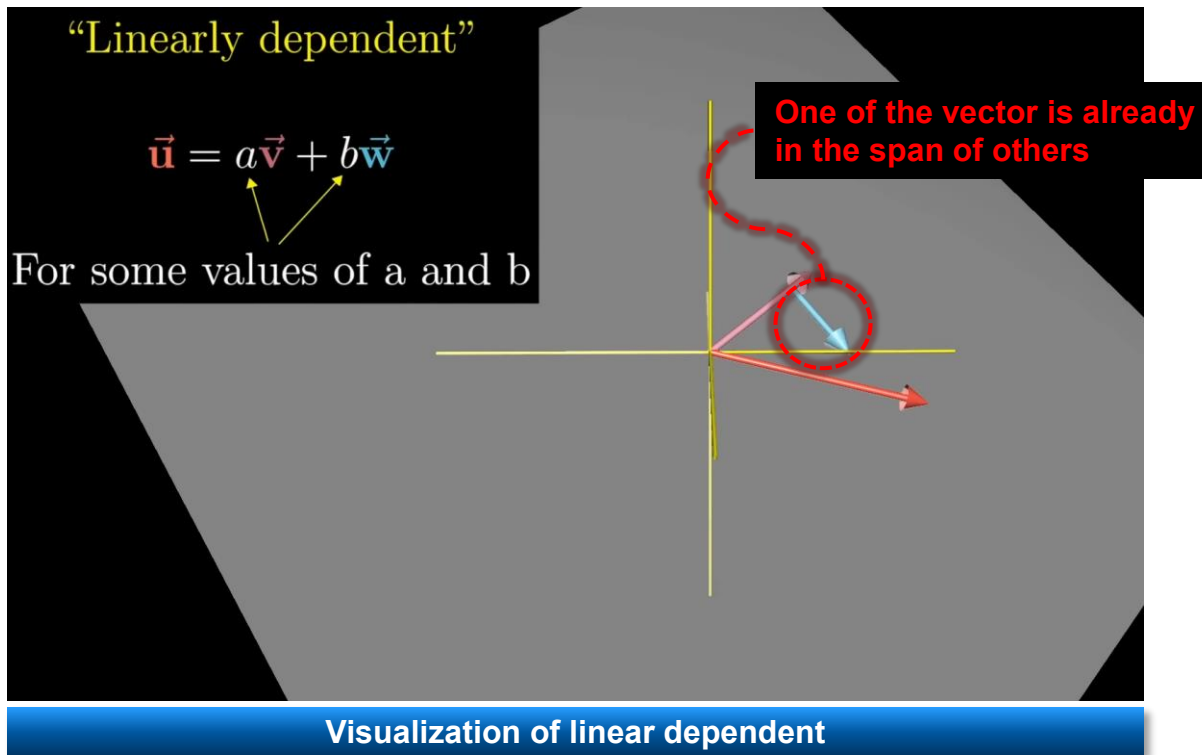 “Linearly dependent”
u⃗ = av⃗ + bw⃗
For some values of a and b
One of the vector is already
in the span of others
Visualization of linear dependent